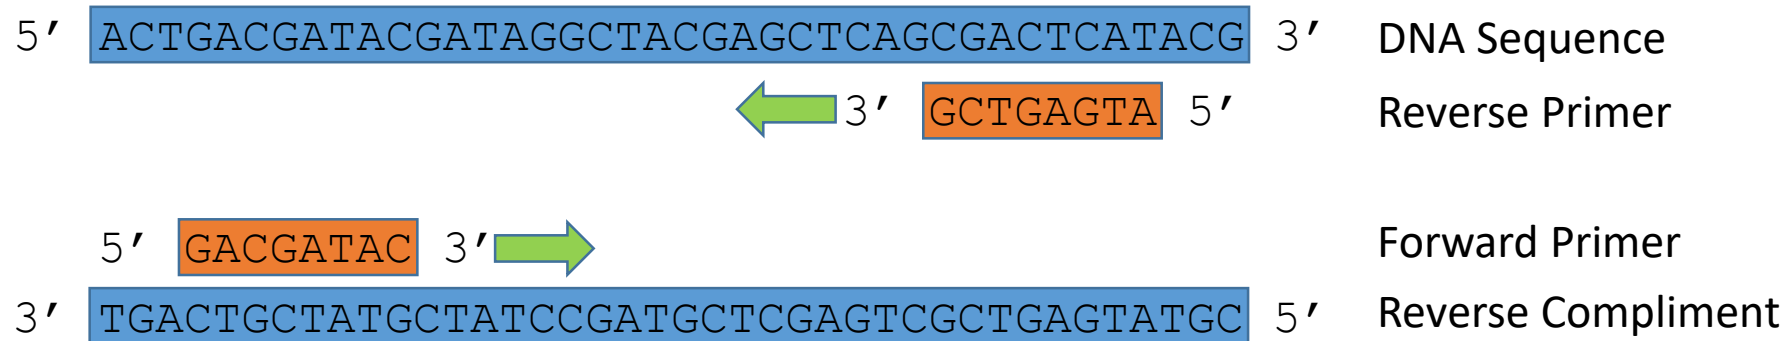 5′ ACTGACGATACGATAGGCTACGAGCTCAGCGACTCATACG 3′ DNA Sequence
3′ GCTGAGTA 5′ Reverse Primer
5′ GACGATAC 3′ Forward Primer
3′ TGACTGCTATGCTATCCGATGCTCGAGTCGCTGAGTATGC 5′ Reverse Compliment